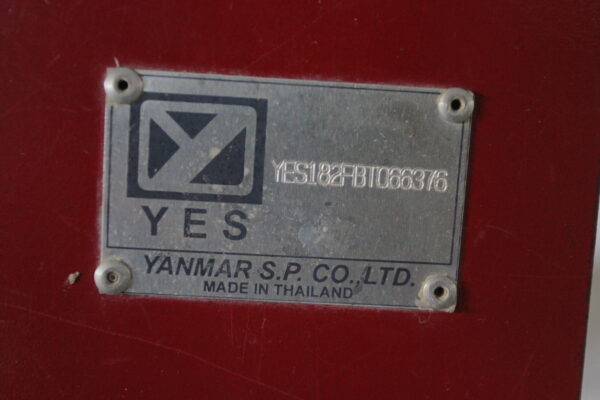 YES182FBT066376
YES
YANMAR S.P. CO.,LTD.
MADE IN THAILAND